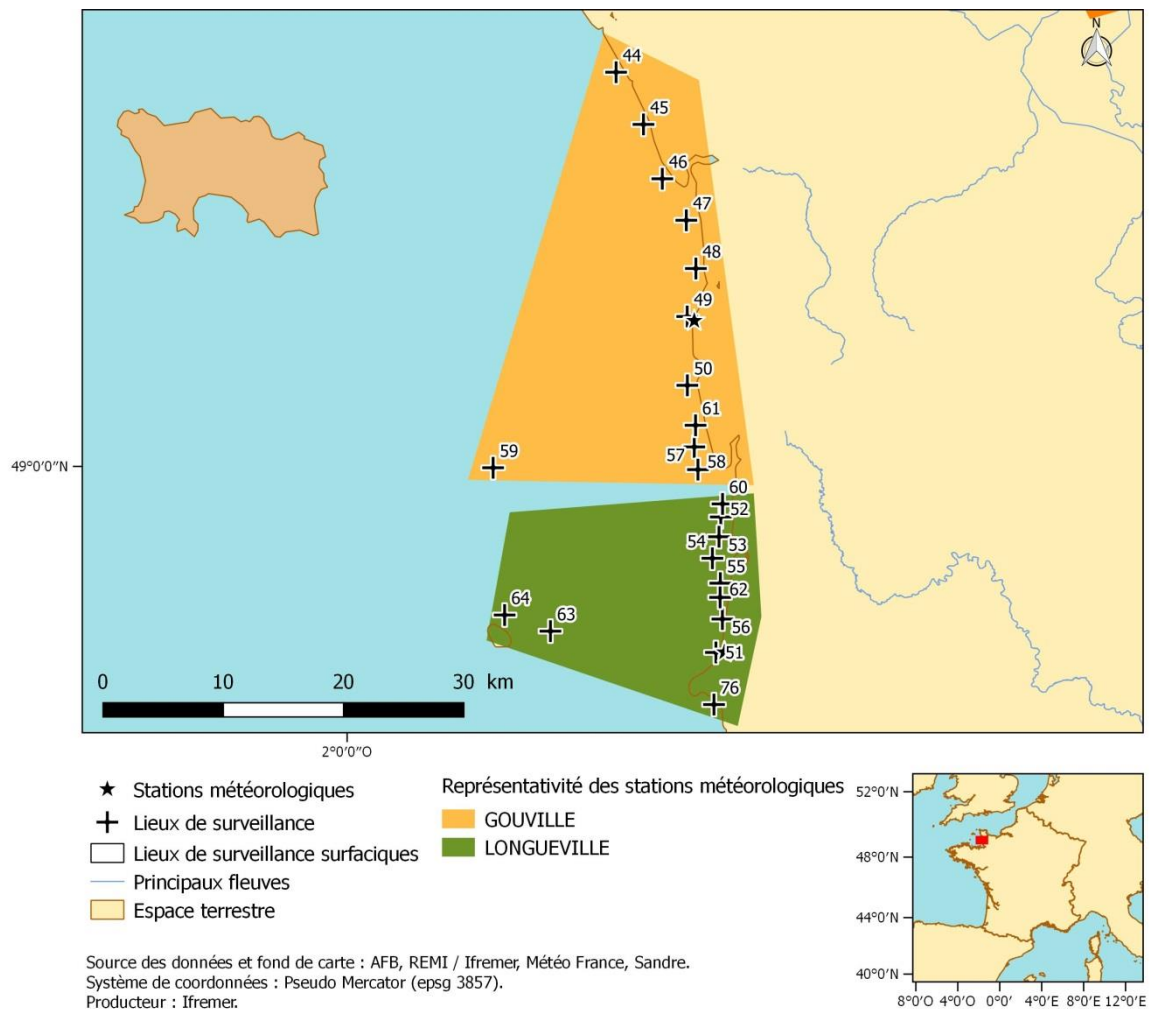 N
44
45
46
47
48
49
50
61
57
58
59
49°0'0"N
60
52
54
53
55
62
64
63
56
51
76
0 10 20 30 km
2°0'0"O
Stations météorologiques
Lieux de surveillance
Lieux de surveillance surfaciques
Principaux fleuves
Espace terrestre
Représentativité des stations météorologiques
GOUVILLE
LONGUEVILLE
52°0'N
48°0'N
44°0'N
40°0'N
8°0'O 4°0'O 0°0' 4°0'E 8°0'E 12°0'E
Source des données et fond de carte : AFB, REMI / Ifremer, Météo France, Sandre.
Système de coordonnées : Pseudo Mercator (epsg 3857).
Producteur : Ifremer.